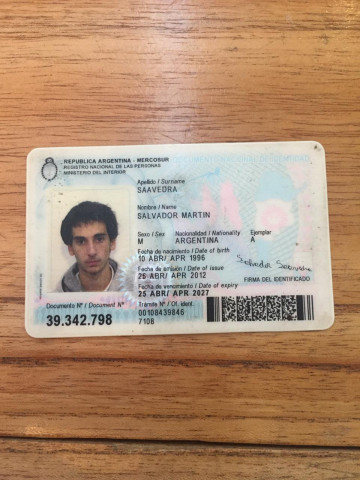 REPUBLICA ARGENTINA - MERCOSUR
REGISTRO NACIONAL DE LAS PERSONAS
MINISTERIO DEL INTERIOR
Apellido / Surname
SAAVEDRA
Nombre / Name
SALVADOR MARTIN
Sexo / Sex Nacionalidad / Nationality Ejemplar
M ARGENTINA A
Fecha de nacimiento / Date of birth
10 ABR/ APR 1996
Fecha de emisión / Date of issue
25 ABR/ APR 2012
Fecha de vencimiento / Date of expiry
25 ABR/ APR 2027
Salvador Saavedra
FIRMA DEL IDENTIFICADO
Documento Nº / Document Nº
39.342.798
Trámite Nº / Of. ident.
00108439846
7108